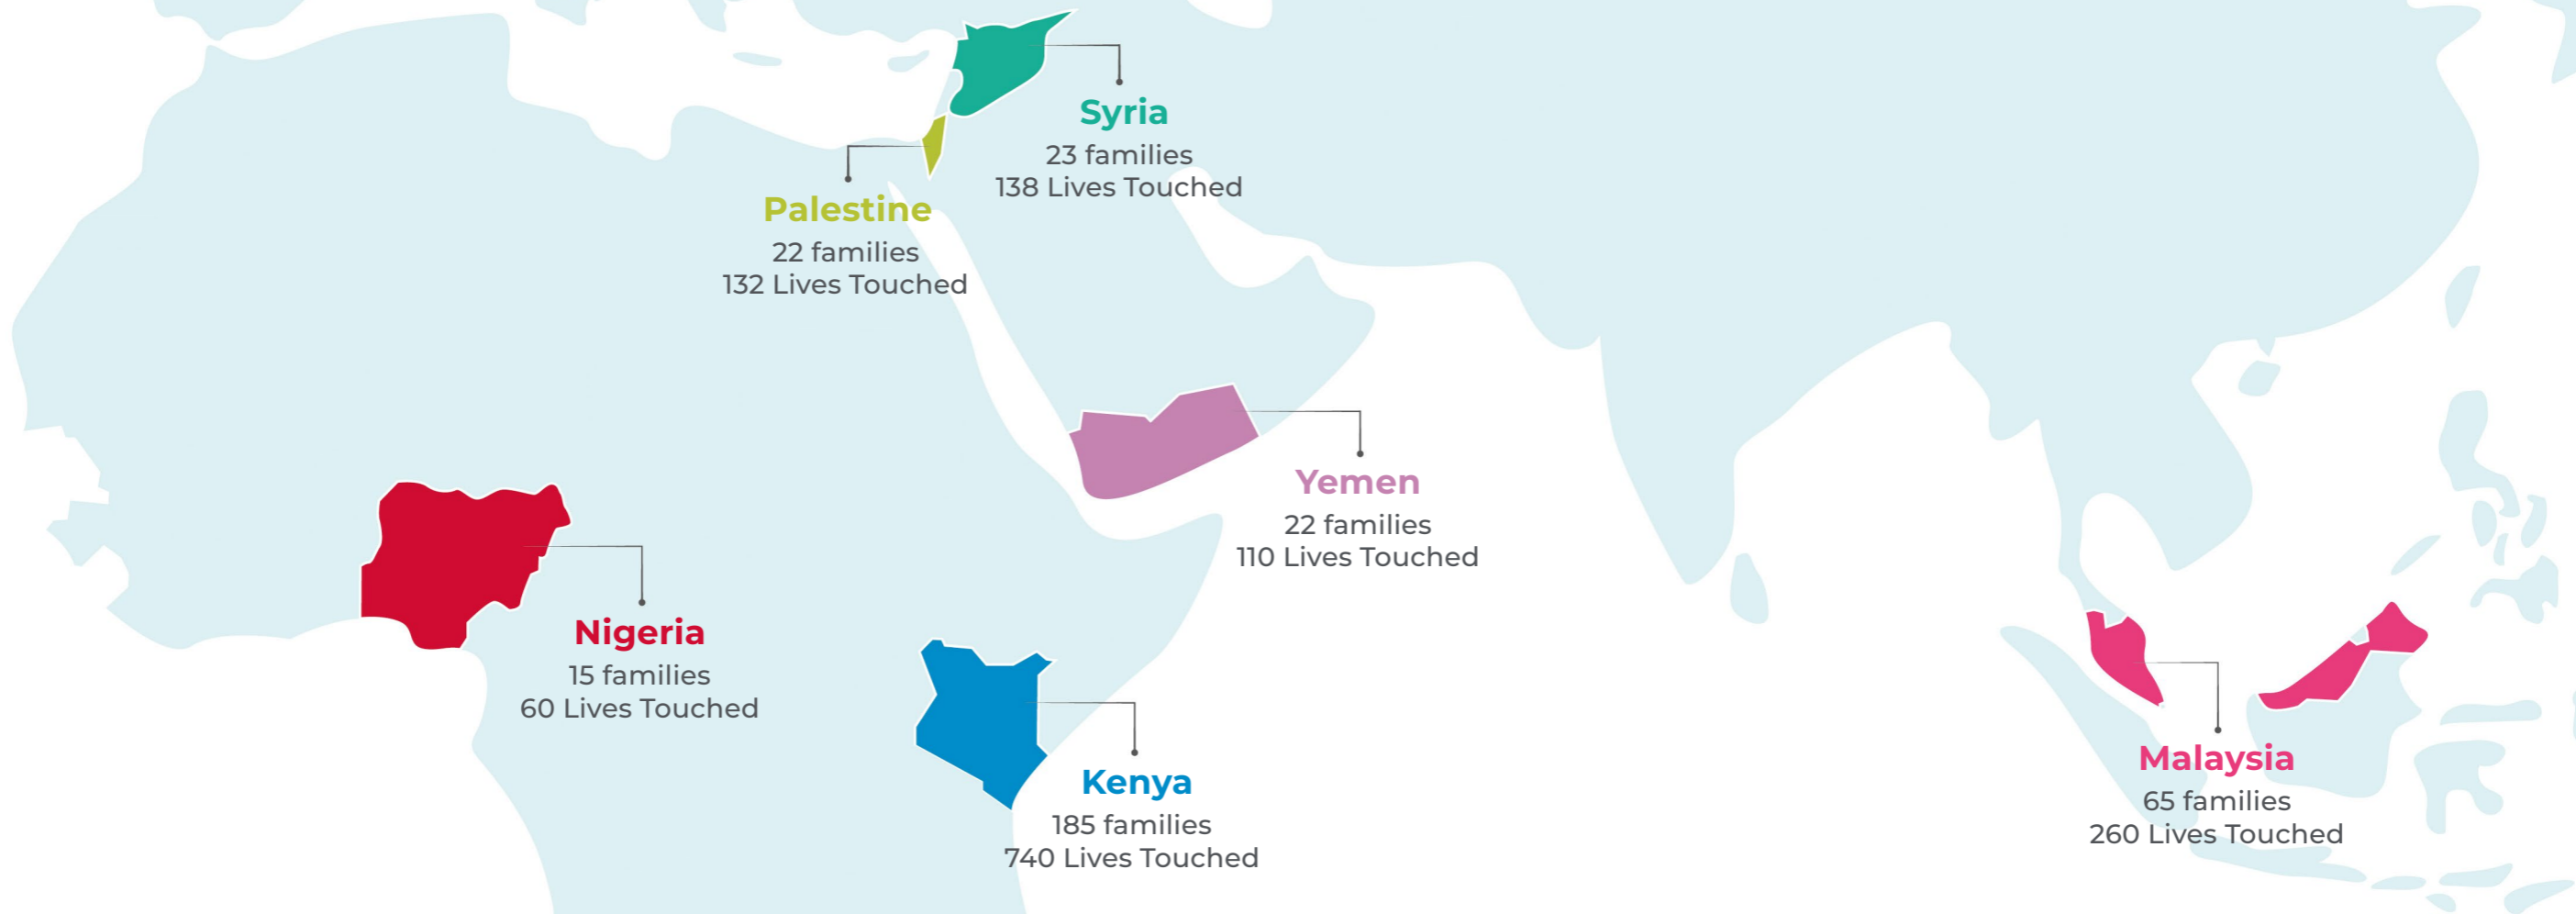 Syria
23 families
138 Lives Touched
Palestine
22 families
132 Lives Touched
Yemen
22 families
110 Lives Touched
Nigeria
15 families
60 Lives Touched
Kenya
185 families
740 Lives Touched
Malaysia
65 families
260 Lives Touched